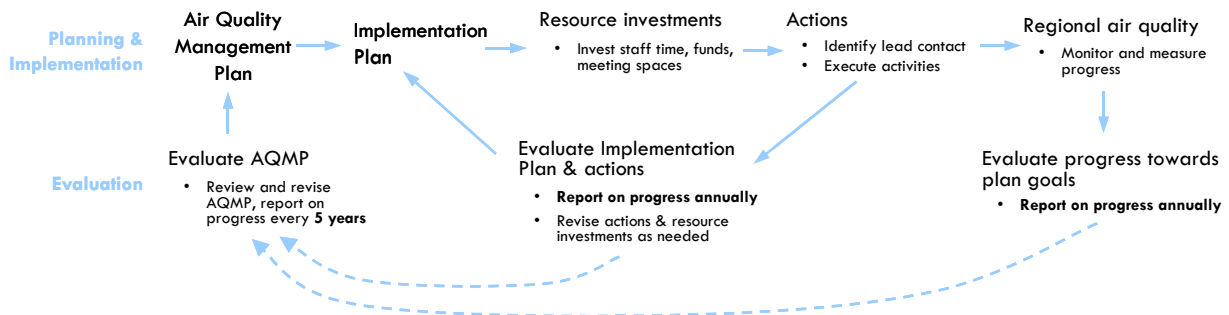 Planning &
Implementation
Air Quality
Management
Plan
Implementation
Plan
Resource investments
• Invest staff time, funds,
meeting spaces
Actions
• Identify lead contact
• Execute activities
Regional air quality
• Monitor and measure
progress
Evaluation
Evaluate AQMP
• Review and revise
AQMP, report on
progress every 5 years
Evaluate Implementation
Plan & actions
• Report on progress annually
• Revise actions & resource
investments as needed
Evaluate progress towards
plan goals
• Report on progress annually